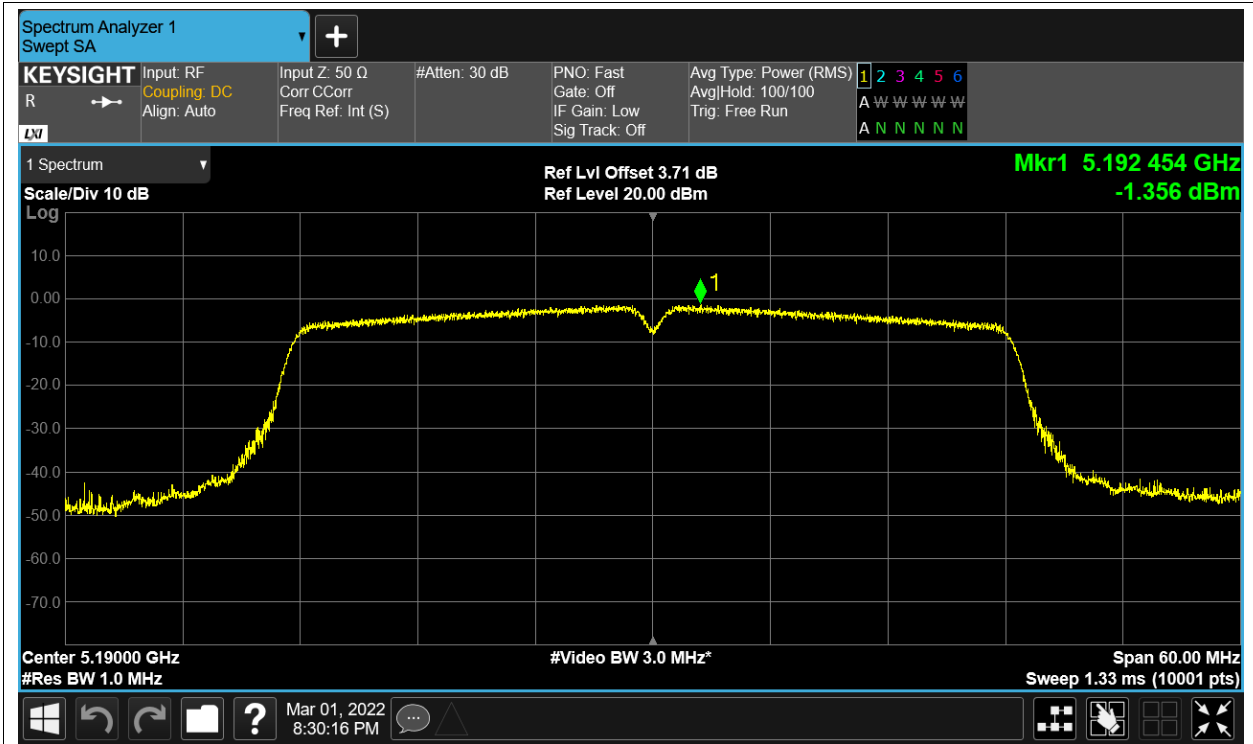 Spectrum Analyzer 1
Swept SA
KEYSIGHT
R
LXI
Input: RF
Coupling: DC
Align: Auto
Input Z: 50 Ω
Corr CCorr
Freq Ref: Int (S)
#Atten: 30 dB
PNO: Fast
Gate: Off
IF Gain: Low
Sig Track: Off
Avg Type: Power (RMS)
Avg|Hold: 100/100
Trig: Free Run
1 2 3 4 5 6
A W W W W W
A N N N N N
1 Spectrum
Scale/Div 10 dB
Log
Ref Lvl Offset 3.71 dB
Ref Level 20.00 dBm
Mkr1 5.192 454 GHz
-1.356 dBm
1
10.0
0.00
-10.0
-20.0
-30.0
-40.0
-50.0
-60.0
-70.0
Center 5.19000 GHz
#Res BW 1.0 MHz
#Video BW 3.0 MHz*
Span 60.00 MHz
Sweep 1.33 ms (10001 pts)
?
Mar 01, 2022
8:30:16 PM